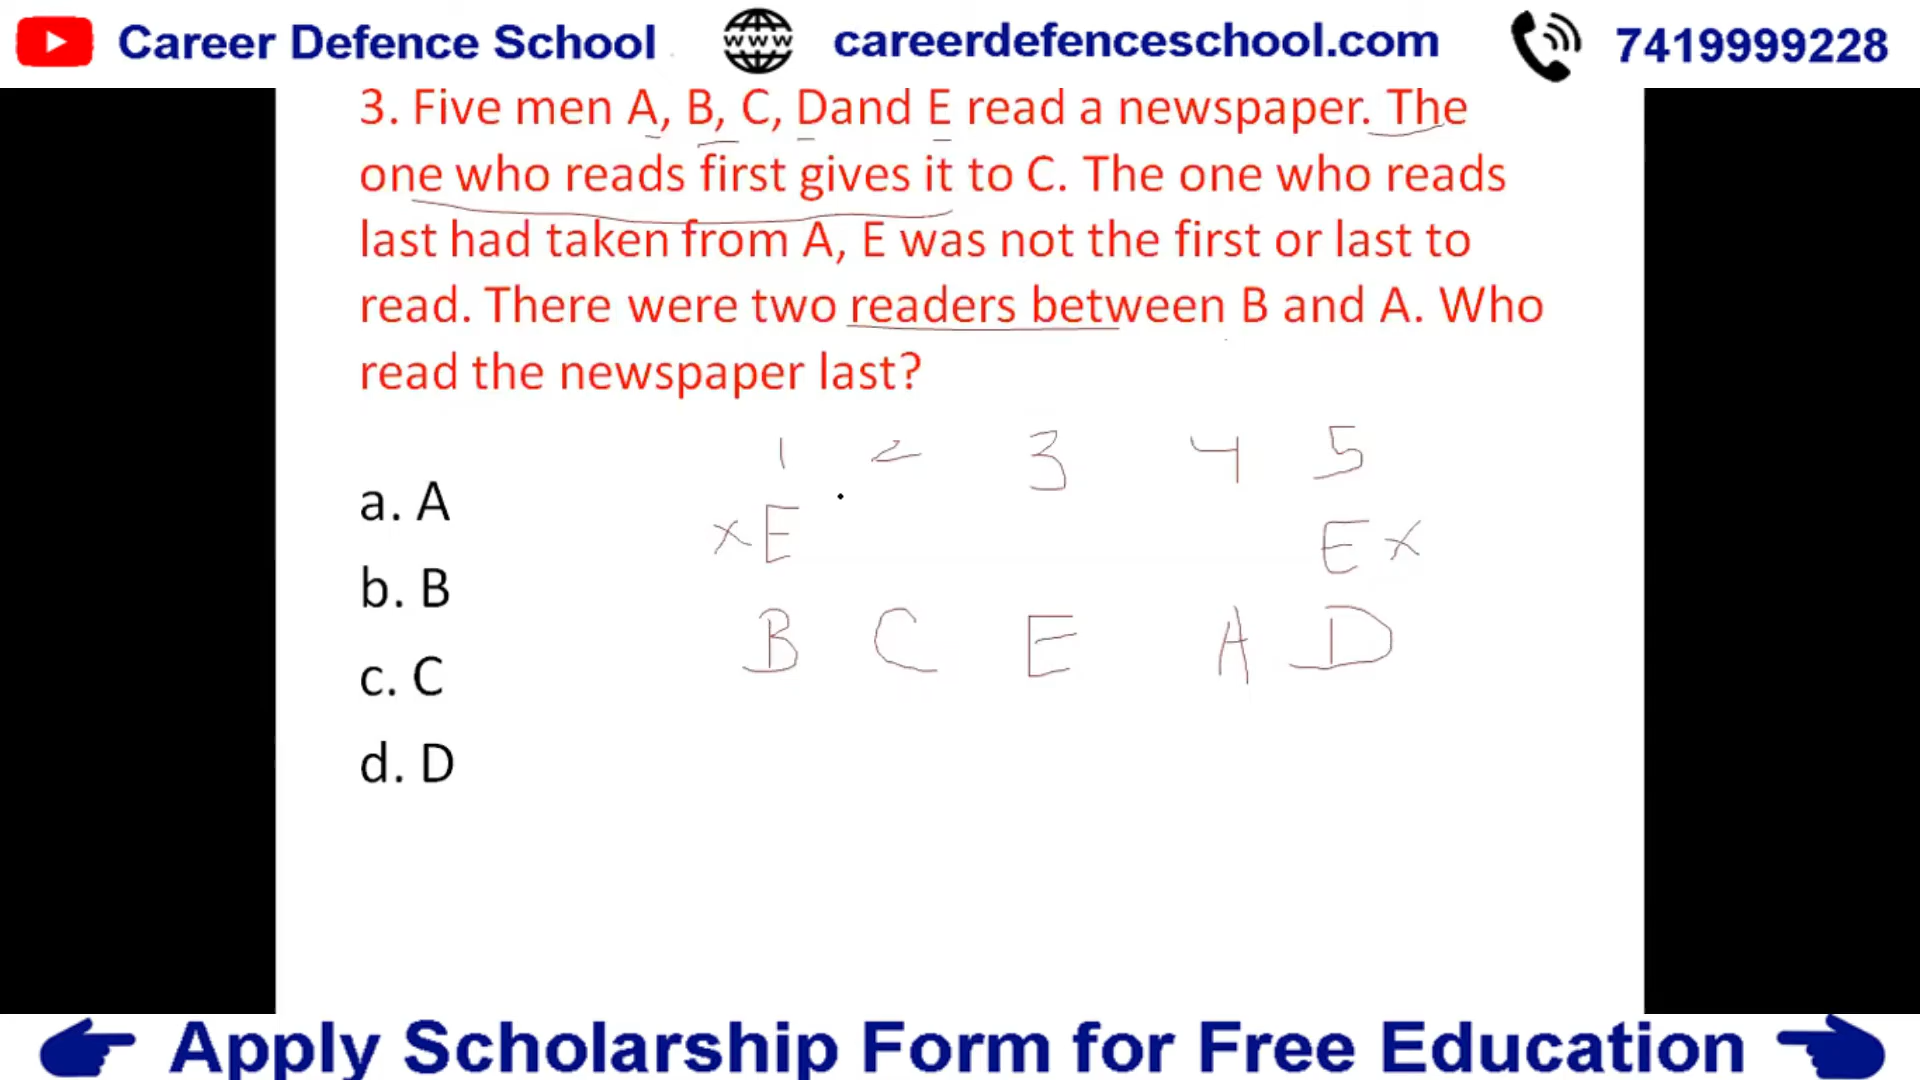 Career Defence School www careerdefenceschool.com 7419999228
3. Five men A, B, C, Dand E read a newspaper. The
one who reads first gives it to C. The one who reads
last had taken from A, E was not the first or last to
read. There were two readers between B and A. Who
read the newspaper last?
1 2 3 4 5
a. A
x E E x
b. B
B C E A D
c. C
d. D
Apply Scholarship Form for Free Education